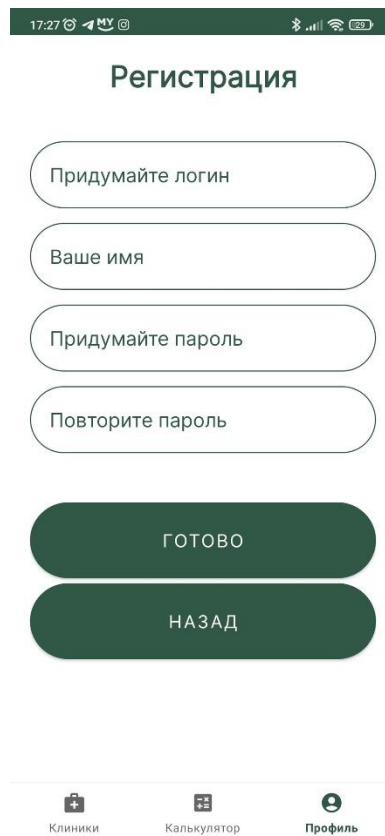 17:27 MY 29
Регистрация
Придумайте логин
Ваше имя
Придумайте пароль
Повторите пароль
ГОТОВО
НАЗАД
Клиники Калькулятор Профиль